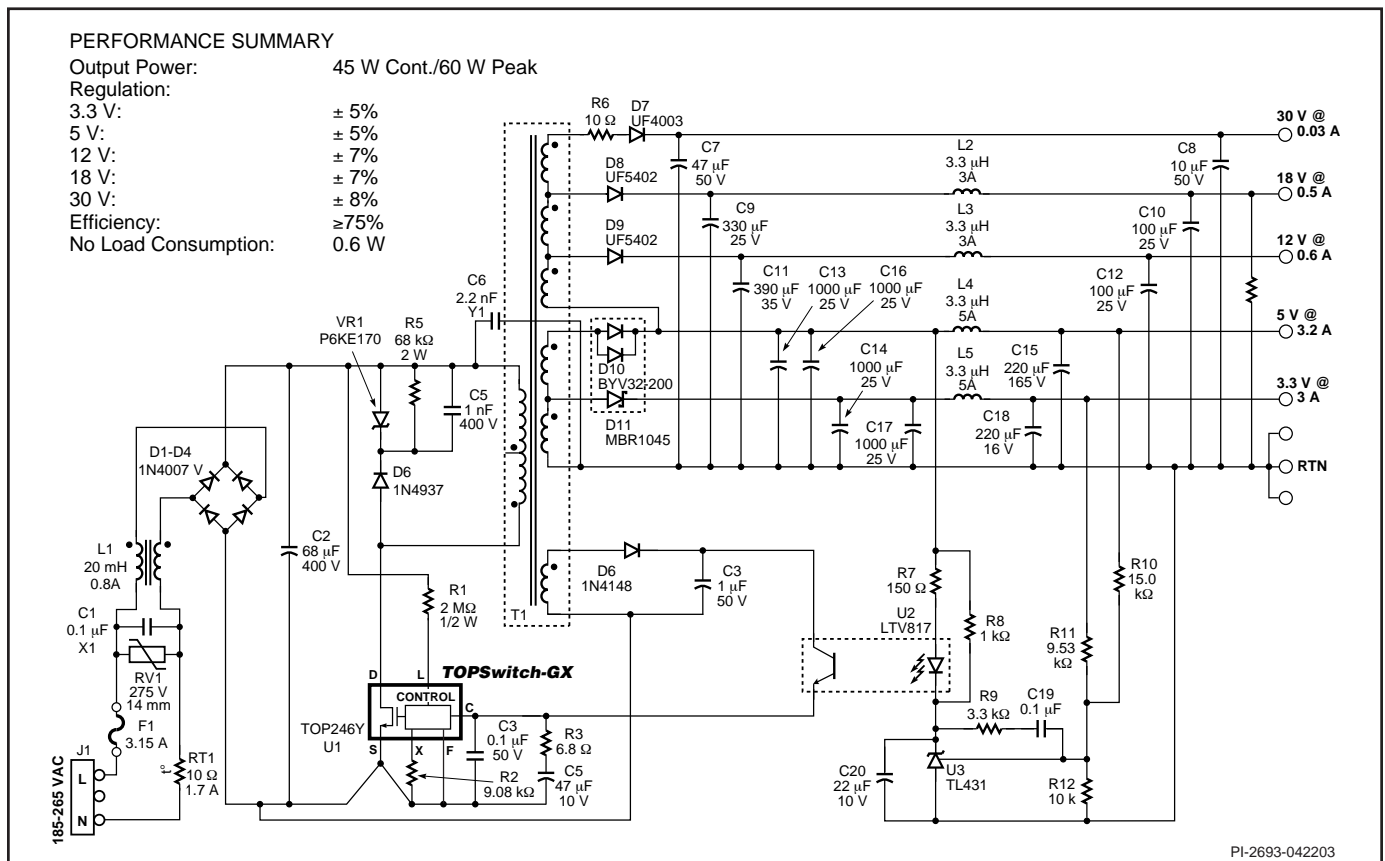 PERFORMANCE SUMMARY
Output Power: 45 W Cont./60 W Peak
Regulation:
3.3 V: ± 5%
5 V: ± 5%
12 V: ± 7%
18 V: ± 7%
30 V: ± 8%
Efficiency: ≥75%
No Load Consumption: 0.6 W
R6
10 Ω
D7
UF4003
C7
47 µF
50 V
D8
UF5402
C9
330 µF
25 V
D9
UF5402
L2
3.3 µH
3A
L3
3.3 µH
3A
C8
10 µF
50 V
C10
100 µF
25 V
C12
100 µF
25 V
30 V @
0.03 A
18 V @
0.5 A
12 V @
0.6 A
5 V @
3.2 A
3.3 V @
3 A
RTN
C11
390 µF
35 V
C13
1000 µF
25 V
C16
1000 µF
25 V
L4
3.3 µH
5A
C14
1000 µF
25 V
L5
3.3 µH
5A
C15
220 µF
165 V
C17
1000 µF
25 V
C18
220 µF
16 V
D10
BYV32-200
D11
MBR1045
C6
2.2 nF
Y1
VR1
P6KE170
R5
68 kΩ
2 W
C5
1 nF
400 V
D6
1N4937
D1-D4
1N4007 V
L1
20 mH
0.8A
C1
0.1 µF
X1
RV1
275 V
14 mm
F1
3.15 A
J1
L
N
185-265 VAC
RT1
10 Ω
1.7 A
t°
C2
68 µF
400 V
R1
2 MΩ
1/2 W
T1
D6
1N4148
C3
1 µF
50 V
TOPSwitch-GX
D
L
CONTROL
C
S
X
F
TOP246Y
U1
R2
9.08 kΩ
C3
0.1 µF
50 V
R3
6.8 Ω
C5
47 µF
10 V
R7
150 Ω
U2
LTV817
R8
1 kΩ
R9
3.3 kΩ
C19
0.1 µF
R10
15.0
kΩ
R11
9.53
kΩ
C20
22 µF
10 V
U3
TL431
R12
10 k
PI-2693-042203